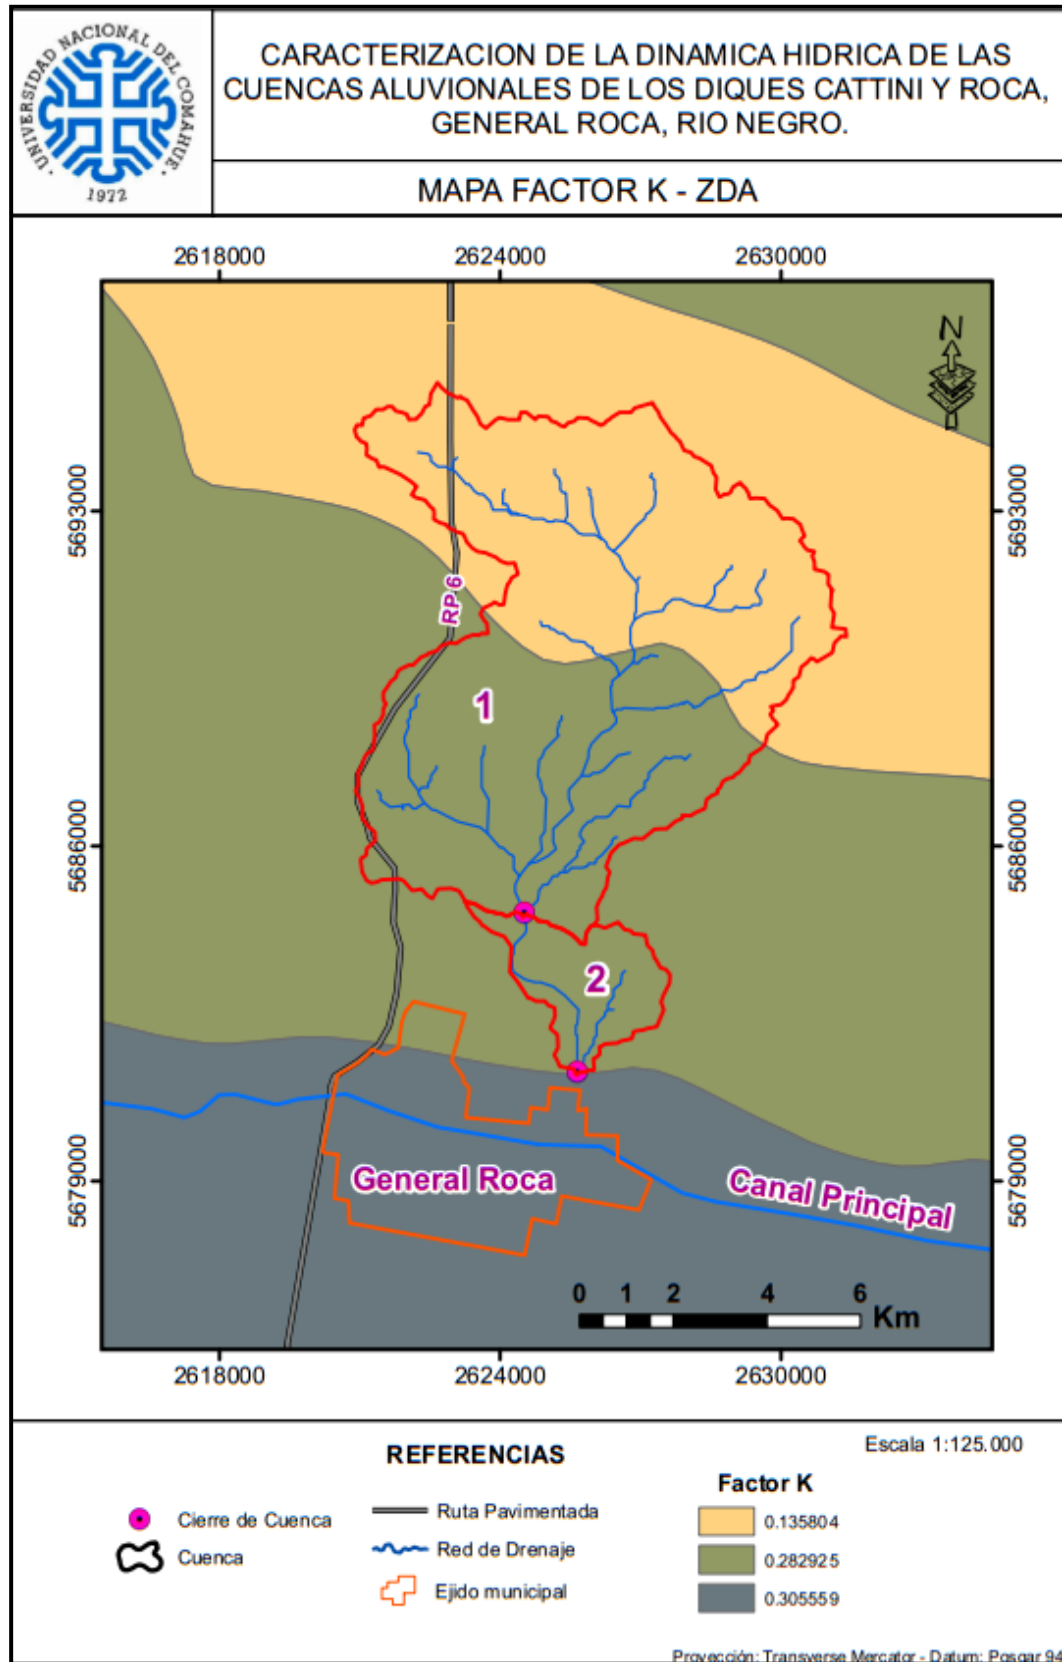 · UNIVERSIDAD NACIONAL DEL COMAHUE ·
1972
CARACTERIZACION DE LA DINAMICA HIDRICA DE LAS
CUENCAS ALUVIONALES DE LOS DIQUES CATTINI Y ROCA,
GENERAL ROCA, RIO NEGRO.
MAPA FACTOR K - ZDA
2618000 2624000 2630000
N
5693000 5693000
RP 6
1
5686000 5686000
2
5679000 5679000
General Roca
Canal Principal
0 1 2 4 6
Km
2618000 2624000 2630000
REFERENCIAS
Escala 1:125.000
Cierre de Cuenca
Cuenca
Ruta Pavimentada
Red de Drenaje
Ejido municipal
Factor K
0.135804
0.282925
0.305559
Proyección: Transverse Mercator - Datum: Posgar 94